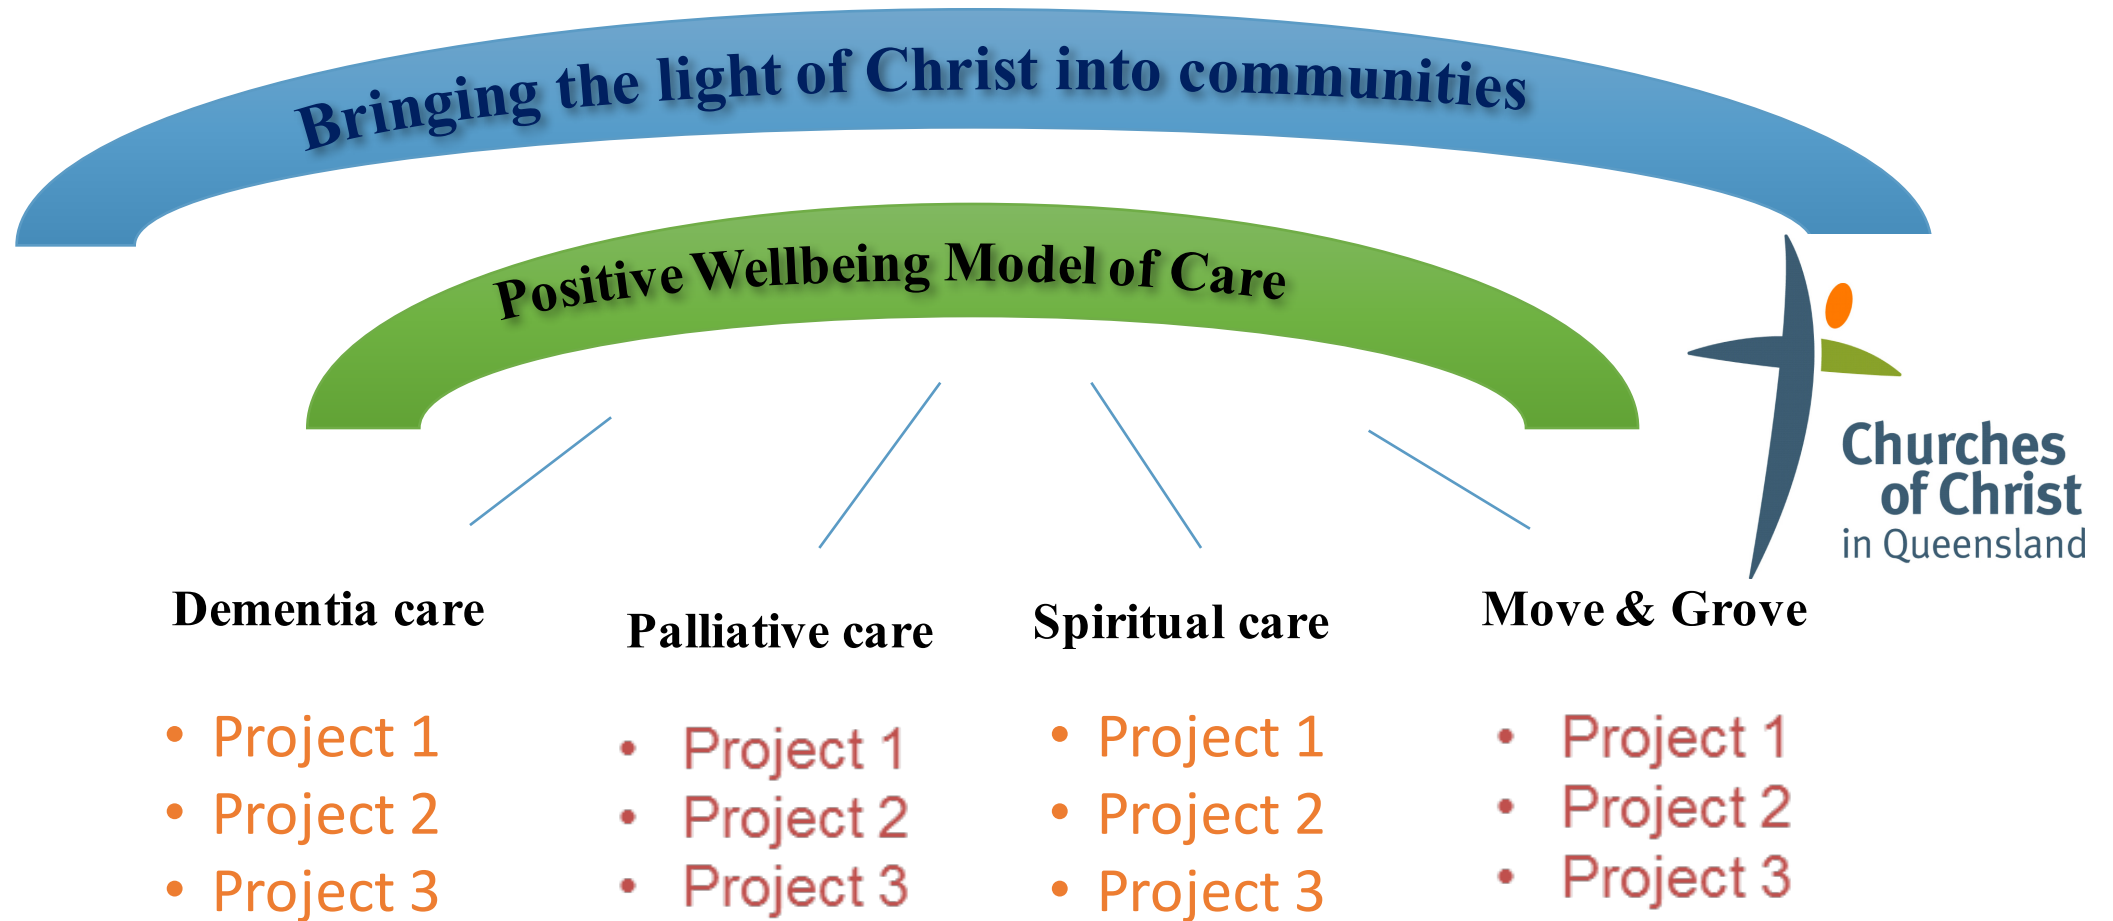 Bringing the light of Christ into communities
Positive Wellbeing Model of Care
Churches
of Christ
in Queensland
Dementia care
Palliative care
Spiritual care
Move & Grove
• Project 1
• Project 2
• Project 3
• Project 1
• Project 2
• Project 3
• Project 1
• Project 2
• Project 3
• Project 1
• Project 2
• Project 3